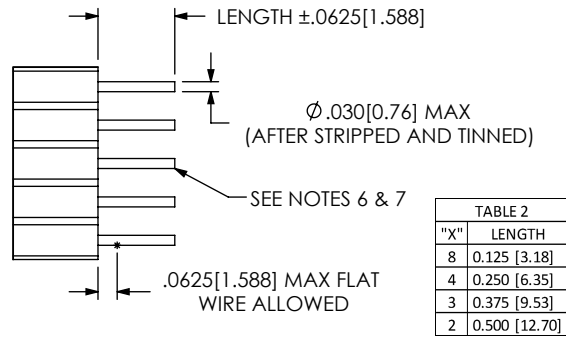 LENGTH ±.0625[1.588]
Ø .030[0.76] MAX
(AFTER STRIPPED AND TINNED)
SEE NOTES 6 & 7
.0625[1.588] MAX FLAT
WIRE ALLOWED
TABLE 2
"X" LENGTH
8 0.125 [3.18]
4 0.250 [6.35]
3 0.375 [9.53]
2 0.500 [12.70]